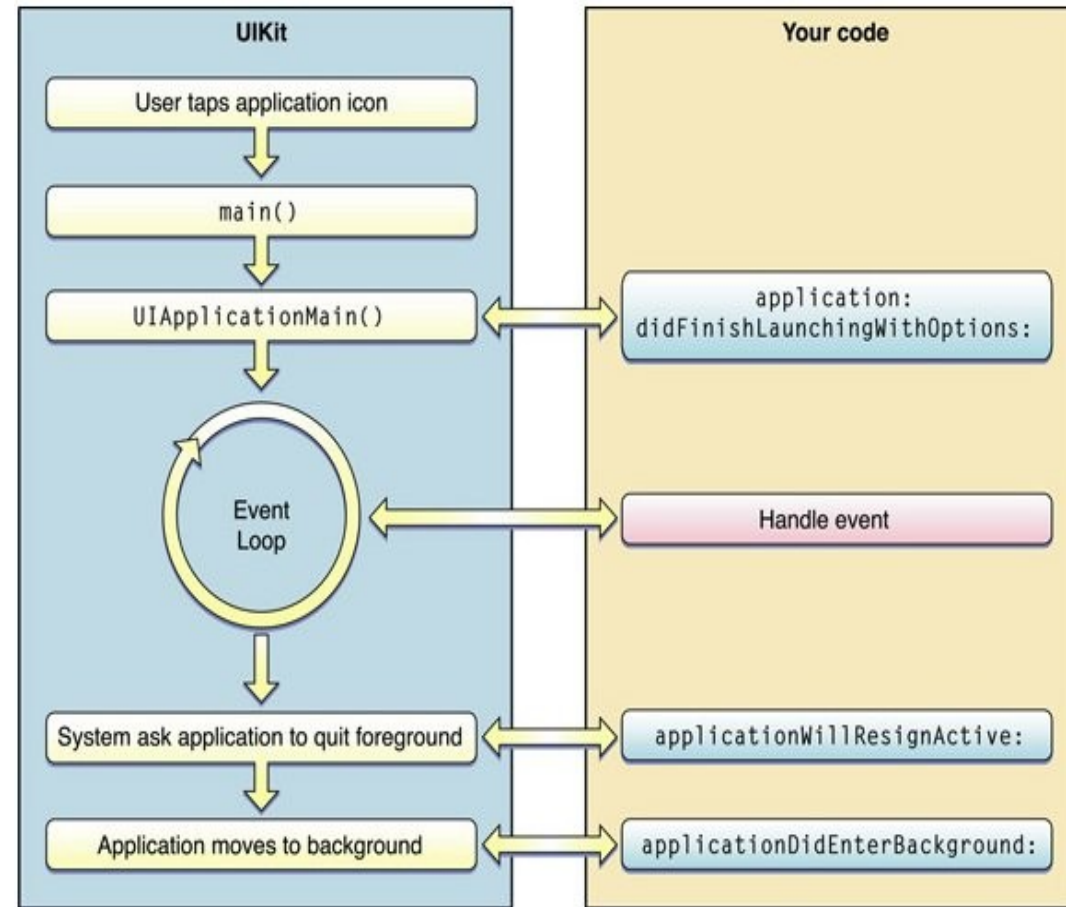 UIKit
Your code
User taps application icon
main()
UIApplicationMain()
application:
didFinishLaunchingWithOptions:
Event
Loop
Handle event
System ask application to quit foreground
applicationWillResignActive:
Application moves to background
applicationDidEnterBackground: